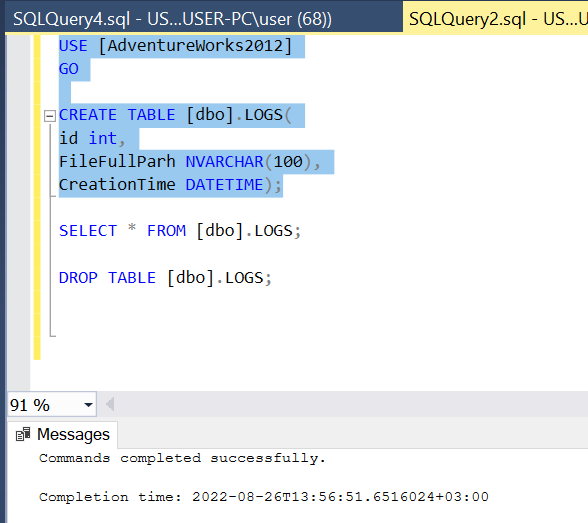 SQLQuery4.sql - US...USER-PC\user (68))
SQLQuery2.sql - US...U
USE [AdventureWorks2012]
GO
CREATE TABLE [dbo].LOGS(
id int,
FileFullParh NVARCHAR(100),
CreationTime DATETIME);
SELECT * FROM [dbo].LOGS;
DROP TABLE [dbo].LOGS;
91 %
Messages
Commands completed successfully.
Completion time: 2022-08-26T13:56:51.6516024+03:00